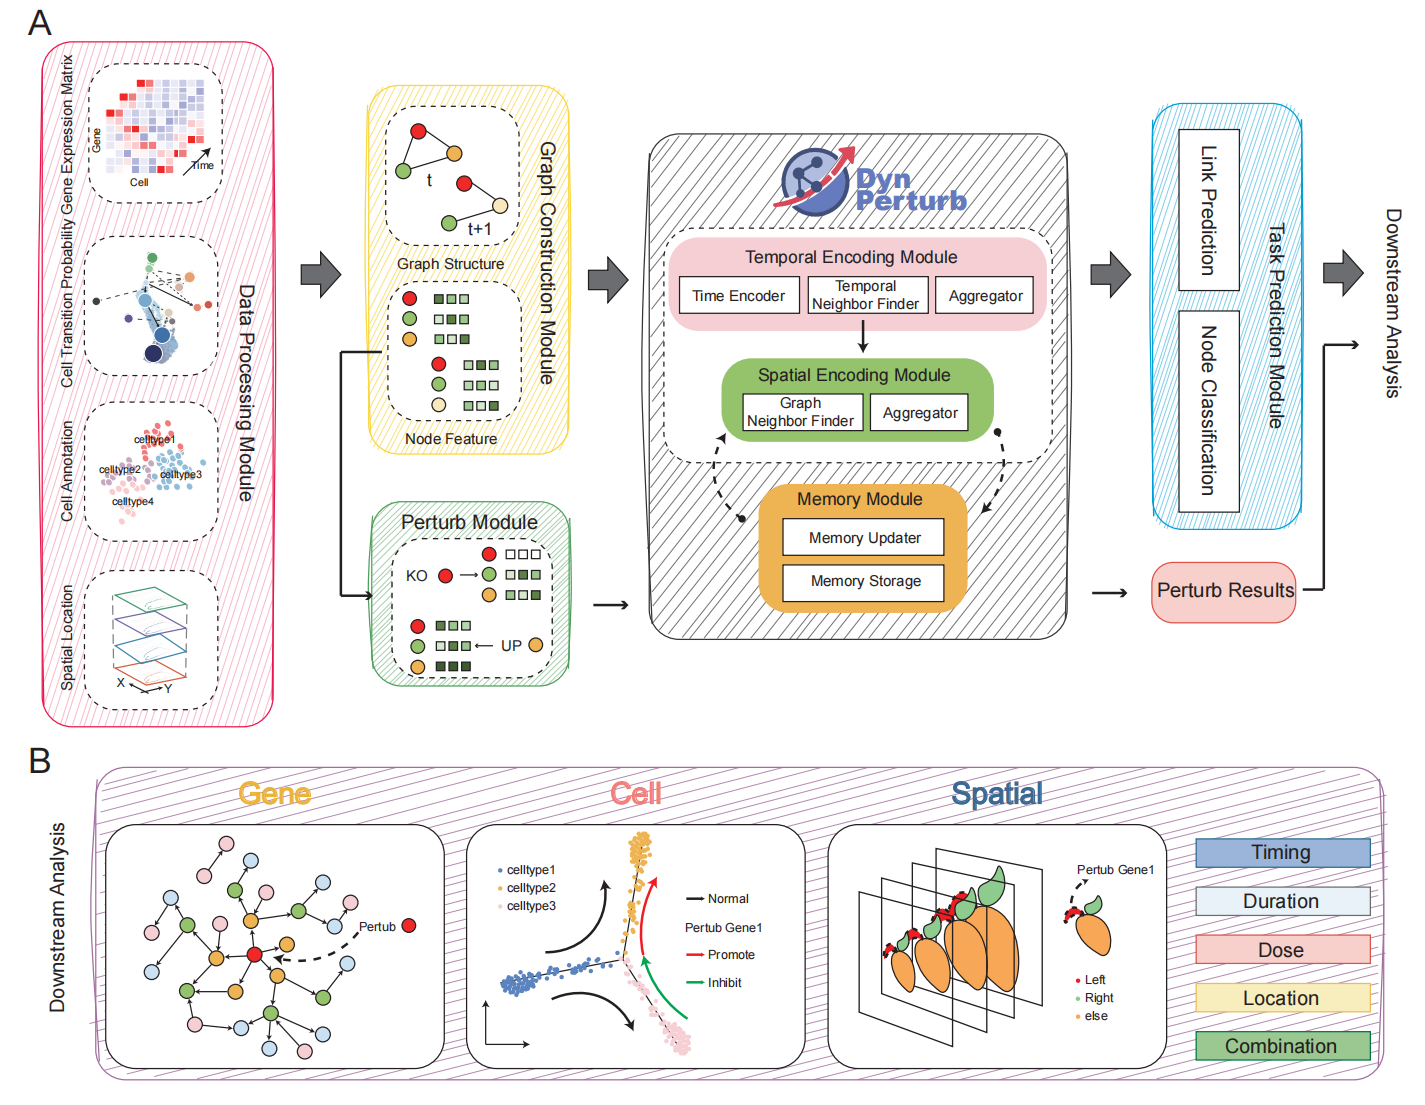 A
Gene Expression Matrix
Gene
Cell
Time
Cell Transition Probability
Cell Annotation
celltype1
celltype2
celltype3
celltype4
Spatial Location
X
Y
Data Processing Module
t
t+1
Graph Structure
Node Feature
Graph Construction Module
Perturb Module
KO
UP
Dyn
Perturb
Temporal Encoding Module
Time Encoder
Temporal
Neighbor Finder
Aggregator
Spatial Encoding Module
Graph
Neighbor Finder
Aggregator
Memory Module
Memory Updater
Memory Storage
Link Prediction
Node Classification
Task Prediction Module
Perturb Results
Downstream Analysis
B
Downstream Analysis
Gene
Pertub
Cell
celltype1
celltype2
celltype3
Normal
Pertub Gene1
Promote
Inhibit
Spatial
Pertub Gene1
Left
Right
else
Timing
Duration
Dose
Location
Combination